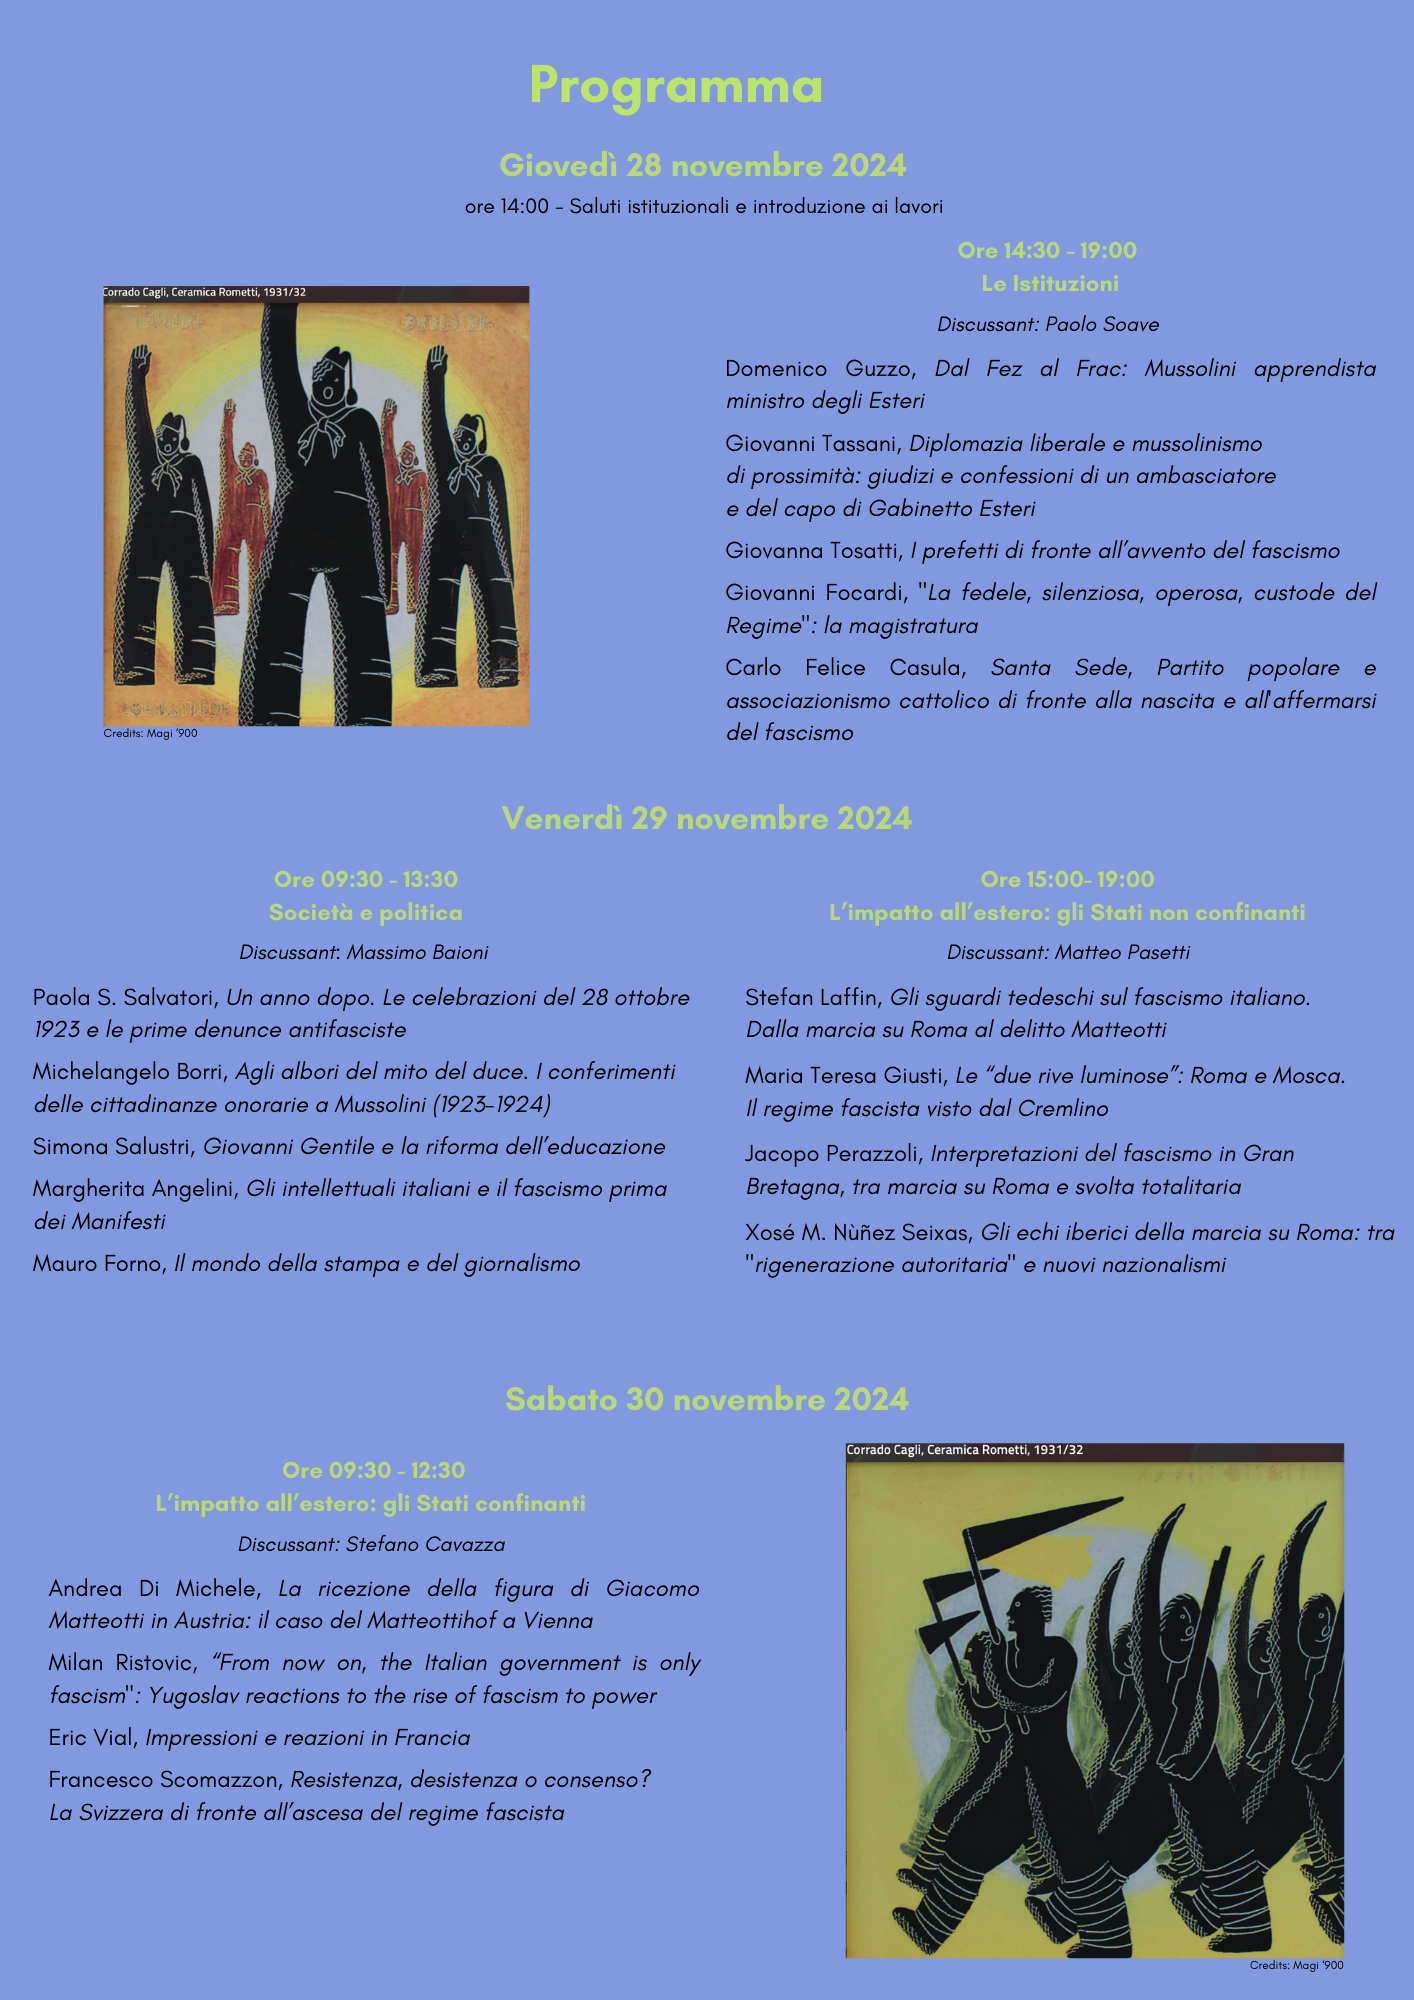 Programma
Giovedì 28 novembre 2024
ore 14:00 - Saluti istituzionali e introduzione ai lavori
Corrado Cagli, Ceramica Rometti, 1931/32
Credits: Magi '900
Ore 14:30 - 19:00
Le Istituzioni
Discussant: Paolo Soave
Domenico Guzzo, Dal Fez al Frac: Mussolini apprendista
ministro degli Esteri
Giovanni Tassani, Diplomazia liberale e mussolinismo
di prossimità: giudizi e confessioni di un ambasciatore
e del capo di Gabinetto Esteri
Giovanna Tosatti, I prefetti di fronte all’avvento del fascismo
Giovanni Focardi, "La fedele, silenziosa, operosa, custode del
Regime": la magistratura
Carlo Felice Casula, Santa Sede, Partito popolare e
associazionismo cattolico di fronte alla nascita e all'affermarsi
del fascismo
Venerdì 29 novembre 2024
Ore 09:30 - 13:30
Società e politica
Discussant: Massimo Baioni
Paola S. Salvatori, Un anno dopo. Le celebrazioni del 28 ottobre
1923 e le prime denunce antifasciste
Michelangelo Borri, Agli albori del mito del duce. I conferimenti
delle cittadinanze onorarie a Mussolini (1923-1924)
Simona Salustri, Giovanni Gentile e la riforma dell’educazione
Margherita Angelini, Gli intellettuali italiani e il fascismo prima
dei Manifesti
Mauro Forno, Il mondo della stampa e del giornalismo
Ore 15:00- 19:00
L’impatto all’estero: gli Stati non confinanti
Discussant: Matteo Pasetti
Stefan Laffin, Gli sguardi tedeschi sul fascismo italiano.
Dalla marcia su Roma al delitto Matteotti
Maria Teresa Giusti, Le “due rive luminose”: Roma e Mosca.
Il regime fascista visto dal Cremlino
Jacopo Perazzoli, Interpretazioni del fascismo in Gran
Bretagna, tra marcia su Roma e svolta totalitaria
Xosé M. Nùñez Seixas, Gli echi iberici della marcia su Roma: tra
"rigenerazione autoritaria" e nuovi nazionalismi
Sabato 30 novembre 2024
Ore 09:30 - 12:30
L’impatto all’estero: gli Stati confinanti
Discussant: Stefano Cavazza
Andrea Di Michele, La ricezione della figura di Giacomo
Matteotti in Austria: il caso del Matteottihof a Vienna
Milan Ristovic, “From now on, the Italian government is only
fascism": Yugoslav reactions to the rise of fascism to power
Eric Vial, Impressioni e reazioni in Francia
Francesco Scomazzon, Resistenza, desistenza o consenso?
La Svizzera di fronte all’ascesa del regime fascista
Corrado Cagli, Ceramica Rometti, 1931/32
Credits: Magi '900